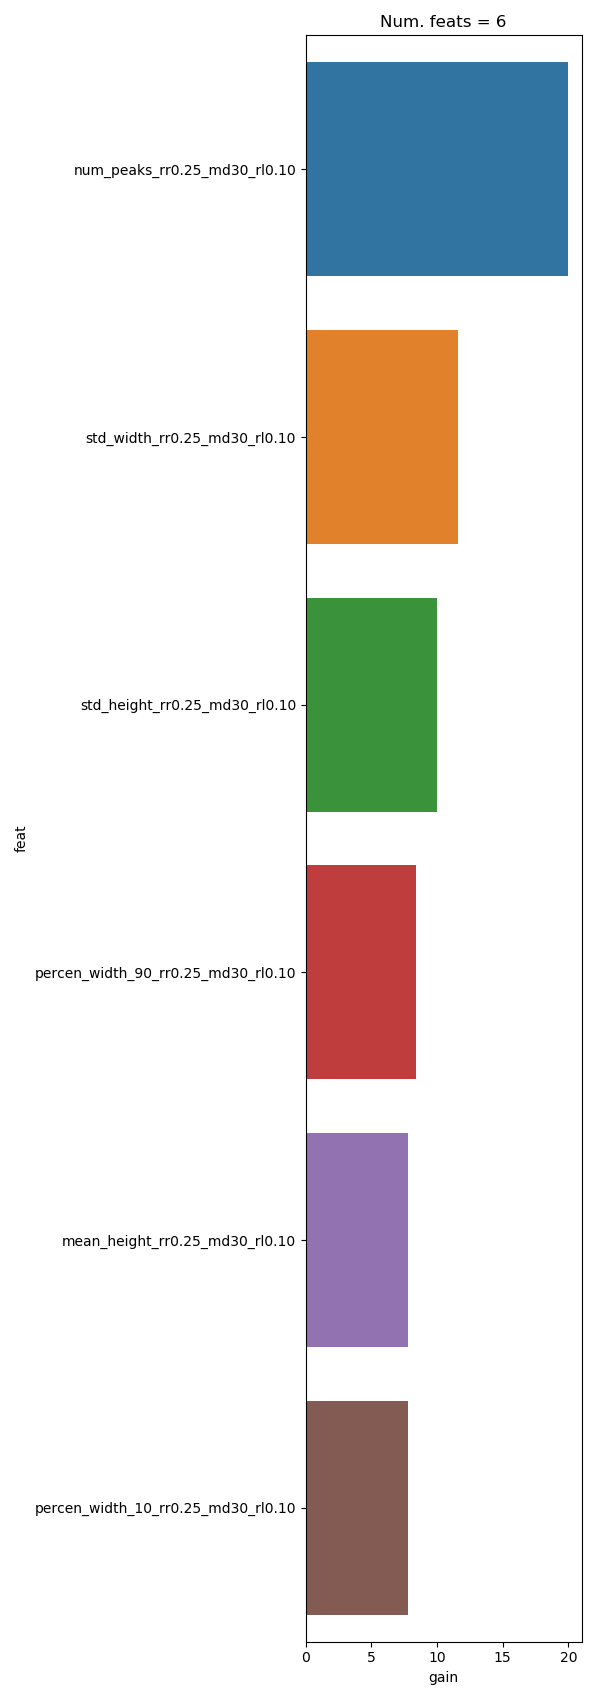 Num. feats = 6
num_peaks_rr0.25_md30_rl0.10
std_width_rr0.25_md30_rl0.10
std_height_rr0.25_md30_rl0.10
feat
percen_width_90_rr0.25_md30_rl0.10
mean_height_rr0.25_md30_rl0.10
percen_width_10_rr0.25_md30_rl0.10
0 5 10 15 20
gain